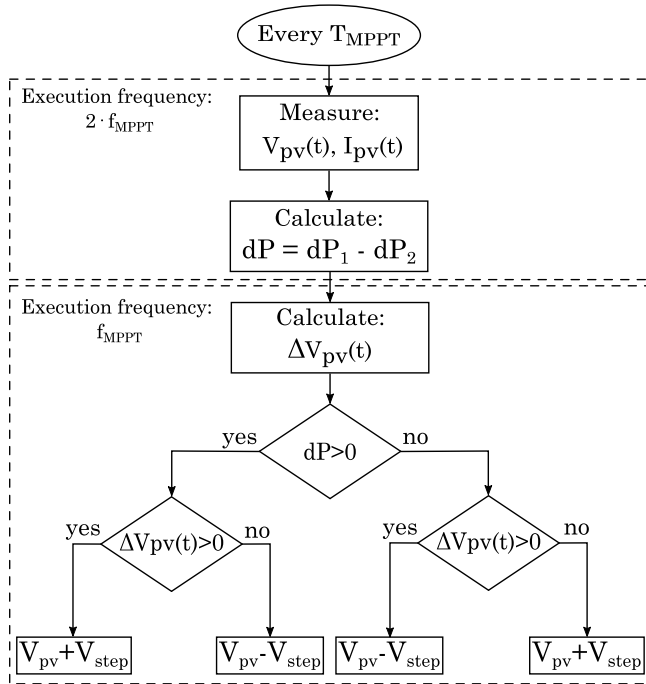 Every T_MPPT
Execution frequency:
2 · f_MPPT
Measure:
V_pv(t), I_pv(t)
Calculate:
dP = dP_1 - dP_2
Execution frequency:
f_MPPT
Calculate:
ΔV_pv(t)
dP>0
yes
no
ΔVpv(t)>0
yes
no
ΔVpv(t)>0
yes
no
V_pv+V_step
V_pv-V_step
V_pv-V_step
V_pv+V_step